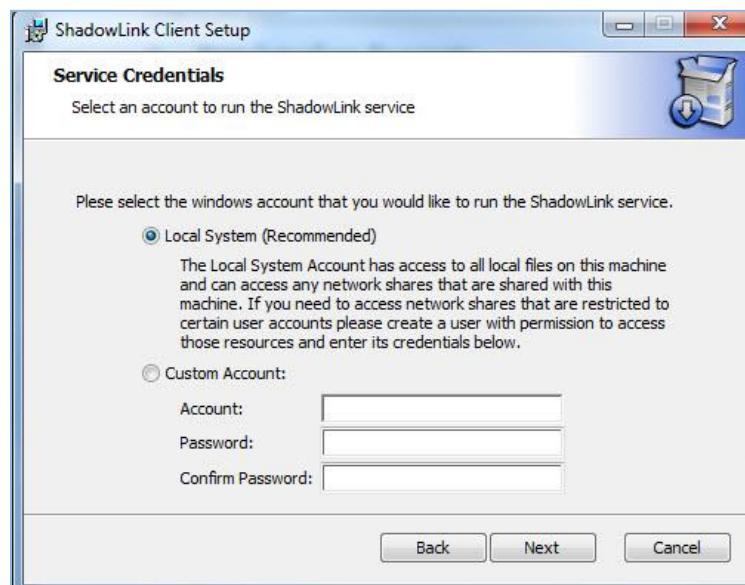 ShadowLink Client Setup
Service Credentials
Select an account to run the ShadowLink service
Plese select the windows account that you would like to run the ShadowLink service.
Local System (Recommended)
The Local System Account has access to all local files on this machine
and can access any network shares that are shared with this
machine. If you need to access network shares that are restricted to
certain user accounts please create a user with permission to access
those resources and enter its credentials below.
Custom Account:
Account:
Password:
Confirm Password:
Back Next Cancel